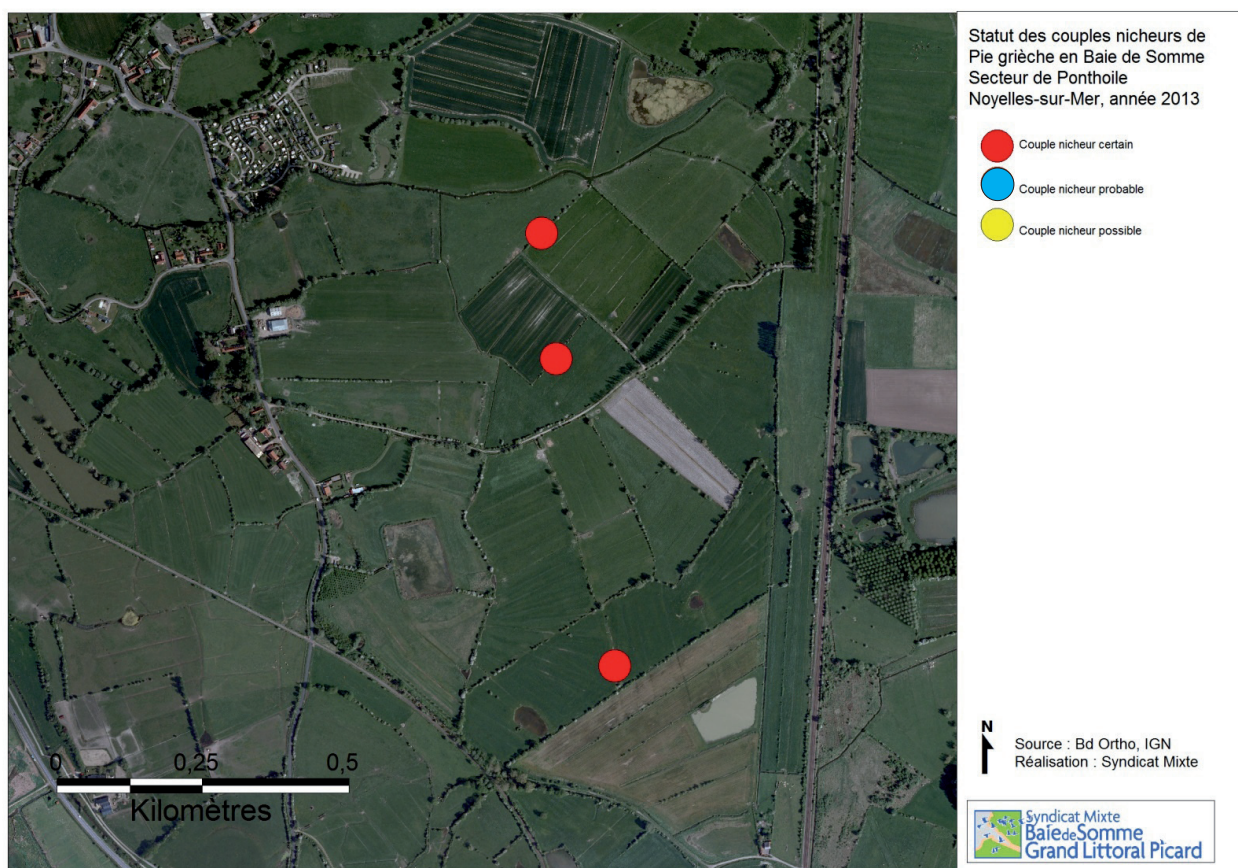 Statut des couples nicheurs de
Pie grièche en Baie de Somme
Secteur de Ponthoile
Noyelles-sur-Mer, année 2013
Couple nicheur certain
Couple nicheur probable
Couple nicheur possible
0 0,25 0,5
Kilomètres
N
Source : Bd Ortho, IGN
Réalisation : Syndicat Mixte
Syndicat Mixte
Baie de Somme
Grand Littoral Picard